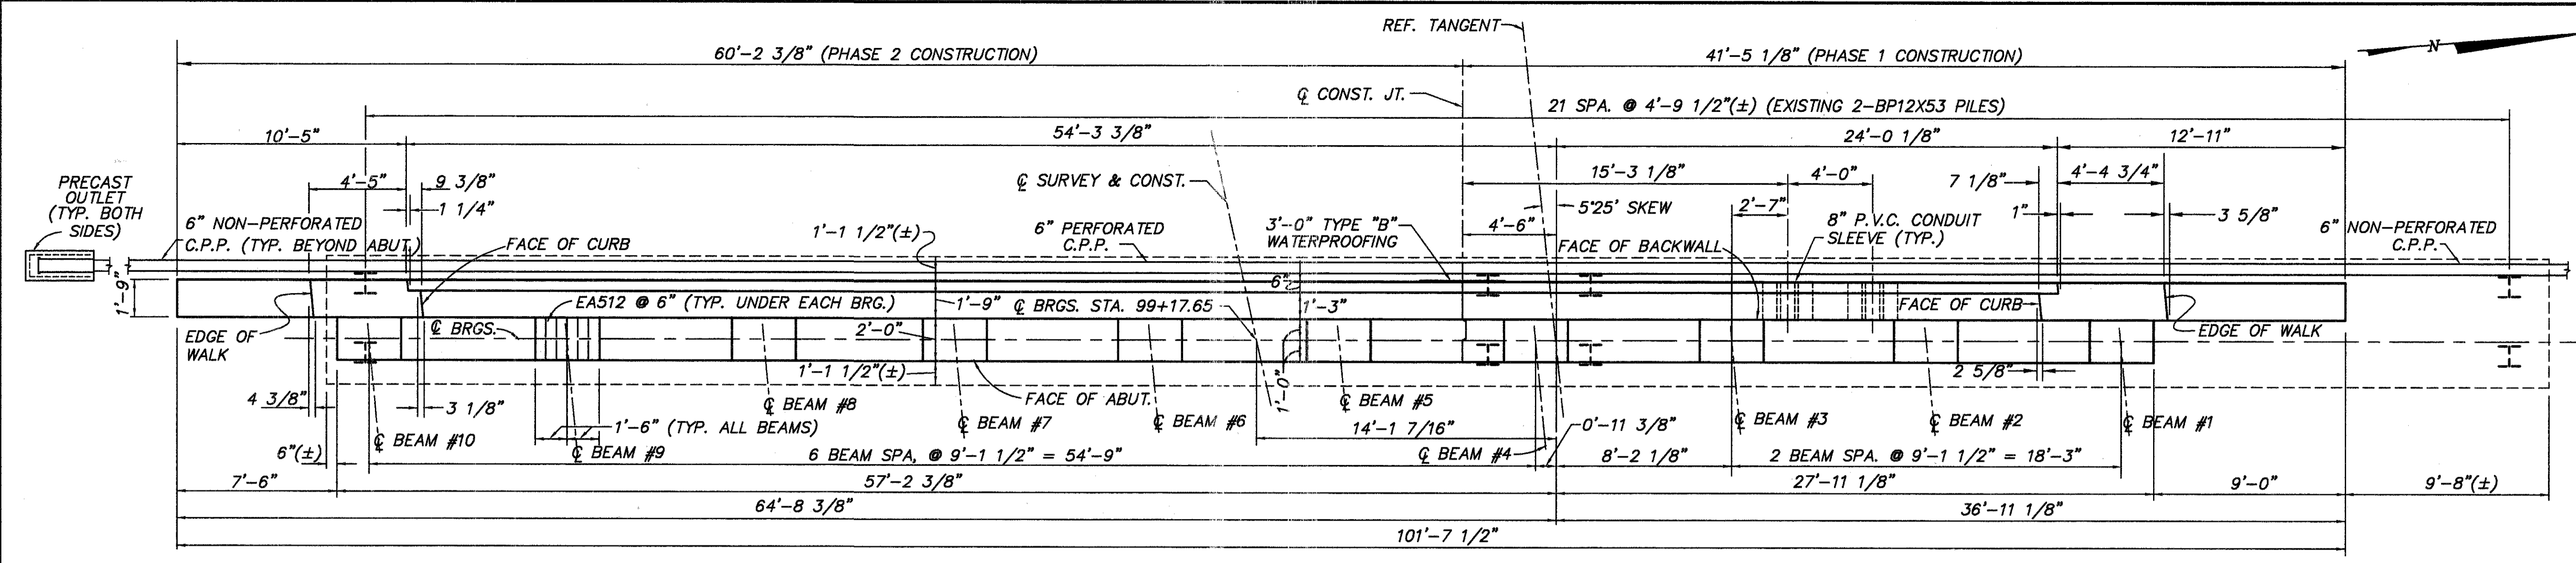 REF. TANGENT
60'-2 3/8" (PHASE 2 CONSTRUCTION)
41'-5 1/8" (PHASE 1 CONSTRUCTION)
N
℄ CONST. JT.
21 SPA. @ 4'-9 1/2"(±) (EXISTING 2-BP12X53 PILES)
10'-5"
54'-3 3/8"
24'-0 1/8"
12'-11"
PRECAST
OUTLET
(TYP. BOTH
SIDES)
4'-5"
9 3/8"
1 1/4"
℄ SURVEY & CONST.
15'-3 1/8"
4'-0"
7 1/8"
4'-4 3/4"
1"
3 5/8"
5°25' SKEW
2'-7"
4'-6"
6" NON-PERFORATED
C.P.P. (TYP. BEYOND ABUT.)
FACE OF CURB
1'-1 1/2"(±)
6" PERFORATED
C.P.P.
3'-0" TYPE "B"
WATERPROOFING
FACE OF BACKWALL
8" P.V.C. CONDUIT
SLEEVE (TYP.)
6" NON-PERFORATED
C.P.P.
1'-9"
EA512 @ 6" (TYP. UNDER EACH BRG.)
1'-9"
℄ BRGS. STA. 99+17.65
6"
1'-3"
FACE OF CURB
EDGE OF
WALK
℄ BRGS.
2'-0"
EDGE OF WALK
1'-1 1/2"(±)
1'-0"
2 5/8"
4 3/8"
3 1/8"
℄ BEAM #8
FACE OF ABUT.
℄ BEAM #5
℄ BEAM #10
1'-6" (TYP. ALL BEAMS)
℄ BEAM #7
℄ BEAM #6
14'-1 7/16"
0'-11 3/8"
℄ BEAM #3
℄ BEAM #2
℄ BEAM #1
6"(±)
℄ BEAM #9
6 BEAM SPA, @ 9'-1 1/2" = 54'-9"
℄ BEAM #4
8'-2 1/8"
2 BEAM SPA. @ 9'-1 1/2" = 18'-3"
7'-6"
57'-2 3/8"
27'-11 1/8"
9'-0"
9'-8"(±)
64'-8 3/8"
36'-11 1/8"
101'-7 1/2"